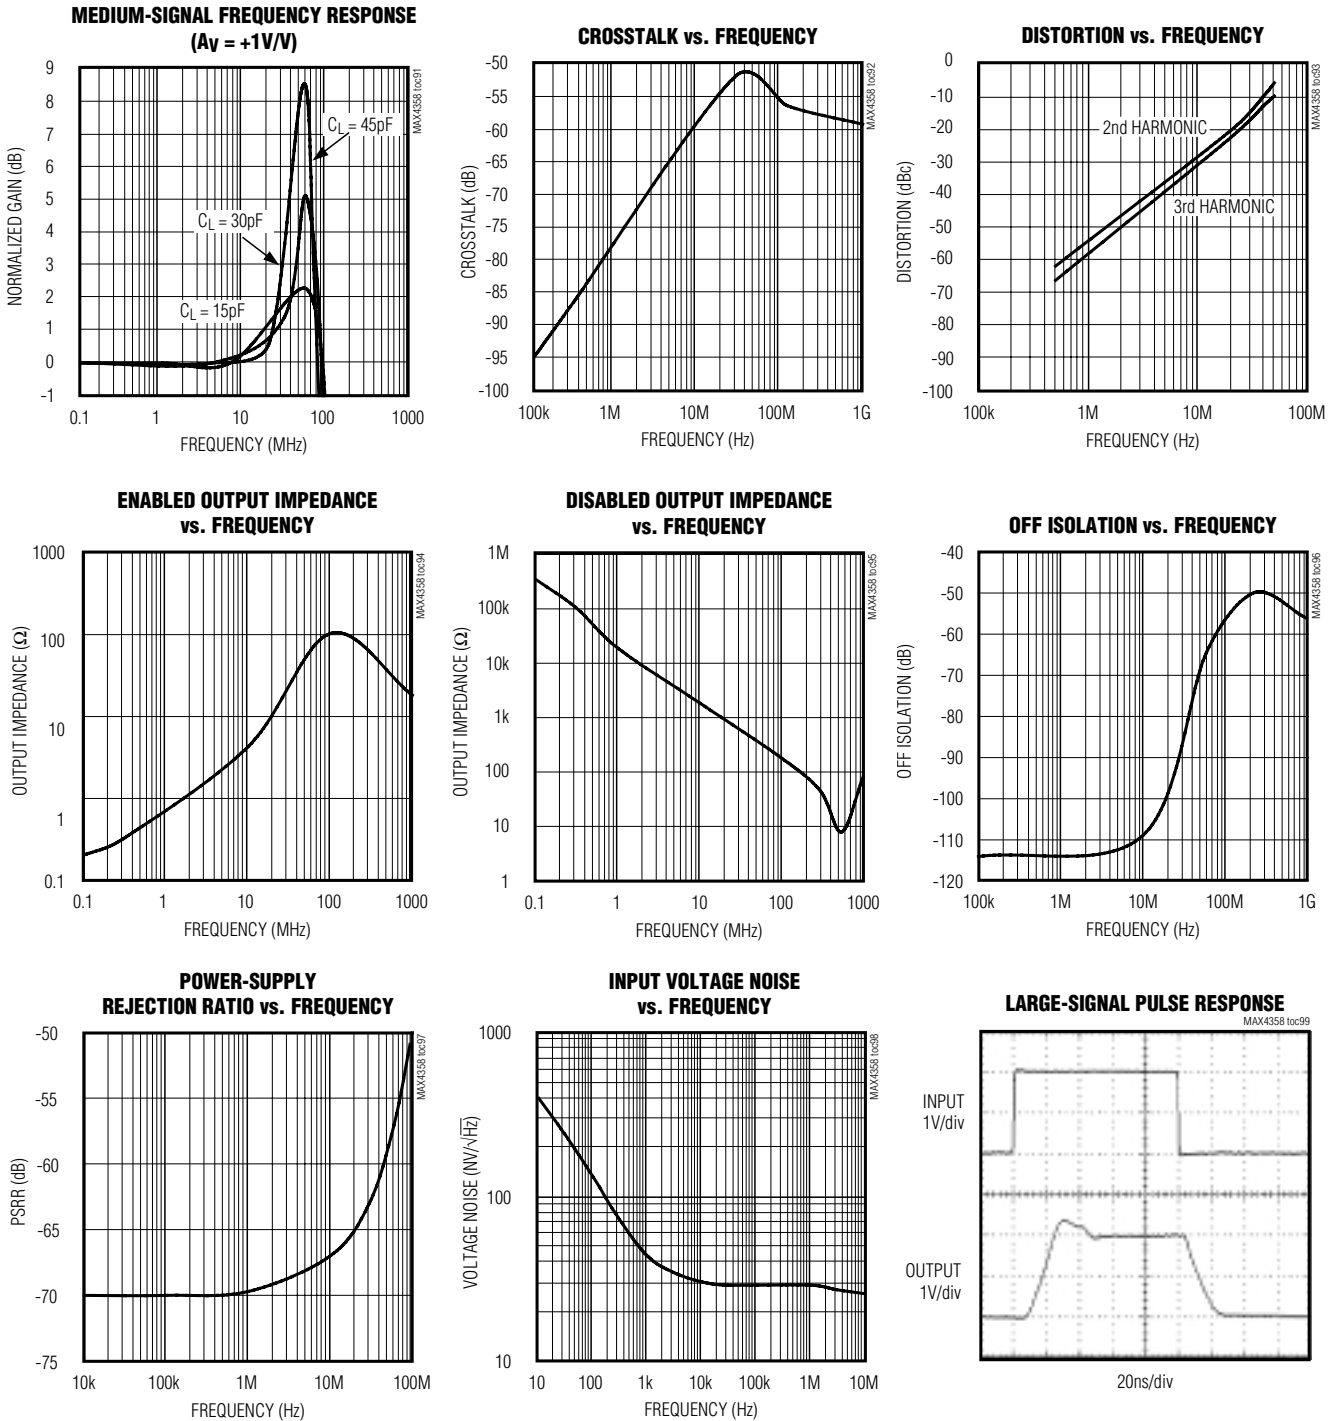 MEDIUM-SIGNAL FREQUENCY RESPONSE
(AV = +1V/V)
MAX4358 toc91
NORMALIZED GAIN (dB)
9
8
7
6
5
4
3
2
1
0
-1
CL = 45pF
CL = 30pF
CL = 15pF
0.1
1
10
100
1000
FREQUENCY (MHz)
CROSSTALK vs. FREQUENCY
MAX4358 toc92
CROSSTALK (dB)
-50
-55
-60
-65
-70
-75
-80
-85
-90
-95
-100
100k
1M
10M
100M
1G
FREQUENCY (Hz)
DISTORTION vs. FREQUENCY
MAX4358 toc93
DISTORTION (dBc)
0
-10
-20
-30
-40
-50
-60
-70
-80
-90
-100
2nd HARMONIC
3rd HARMONIC
100k
1M
10M
100M
FREQUENCY (Hz)
ENABLED OUTPUT IMPEDANCE
vs. FREQUENCY
MAX4358 toc94
OUTPUT IMPEDANCE (Ω)
1000
100
10
1
0.1
0.1
1
10
100
1000
FREQUENCY (MHz)
DISABLED OUTPUT IMPEDANCE
vs. FREQUENCY
MAX4358 toc95
OUTPUT IMPEDANCE (Ω)
1M
100k
10k
1k
100
10
1
0.1
1
10
100
1000
FREQUENCY (MHz)
OFF ISOLATION vs. FREQUENCY
MAX4358 toc96
OFF ISOLATION (dB)
-40
-50
-60
-70
-80
-90
-100
-110
-120
100k
1M
10M
100M
1G
FREQUENCY (Hz)
POWER-SUPPLY
REJECTION RATIO vs. FREQUENCY
MAX4358 toc97
PSRR (dB)
-50
-55
-60
-65
-70
-75
10k
100k
1M
10M
100M
FREQUENCY (Hz)
INPUT VOLTAGE NOISE
vs. FREQUENCY
MAX4358 toc98
VOLTAGE NOISE (NV/√Hz)
1000
100
10
10
100
1k
10k
100k
1M
10M
FREQUENCY (Hz)
LARGE-SIGNAL PULSE RESPONSE
MAX4358 toc99
INPUT
1V/div
OUTPUT
1V/div
20ns/div